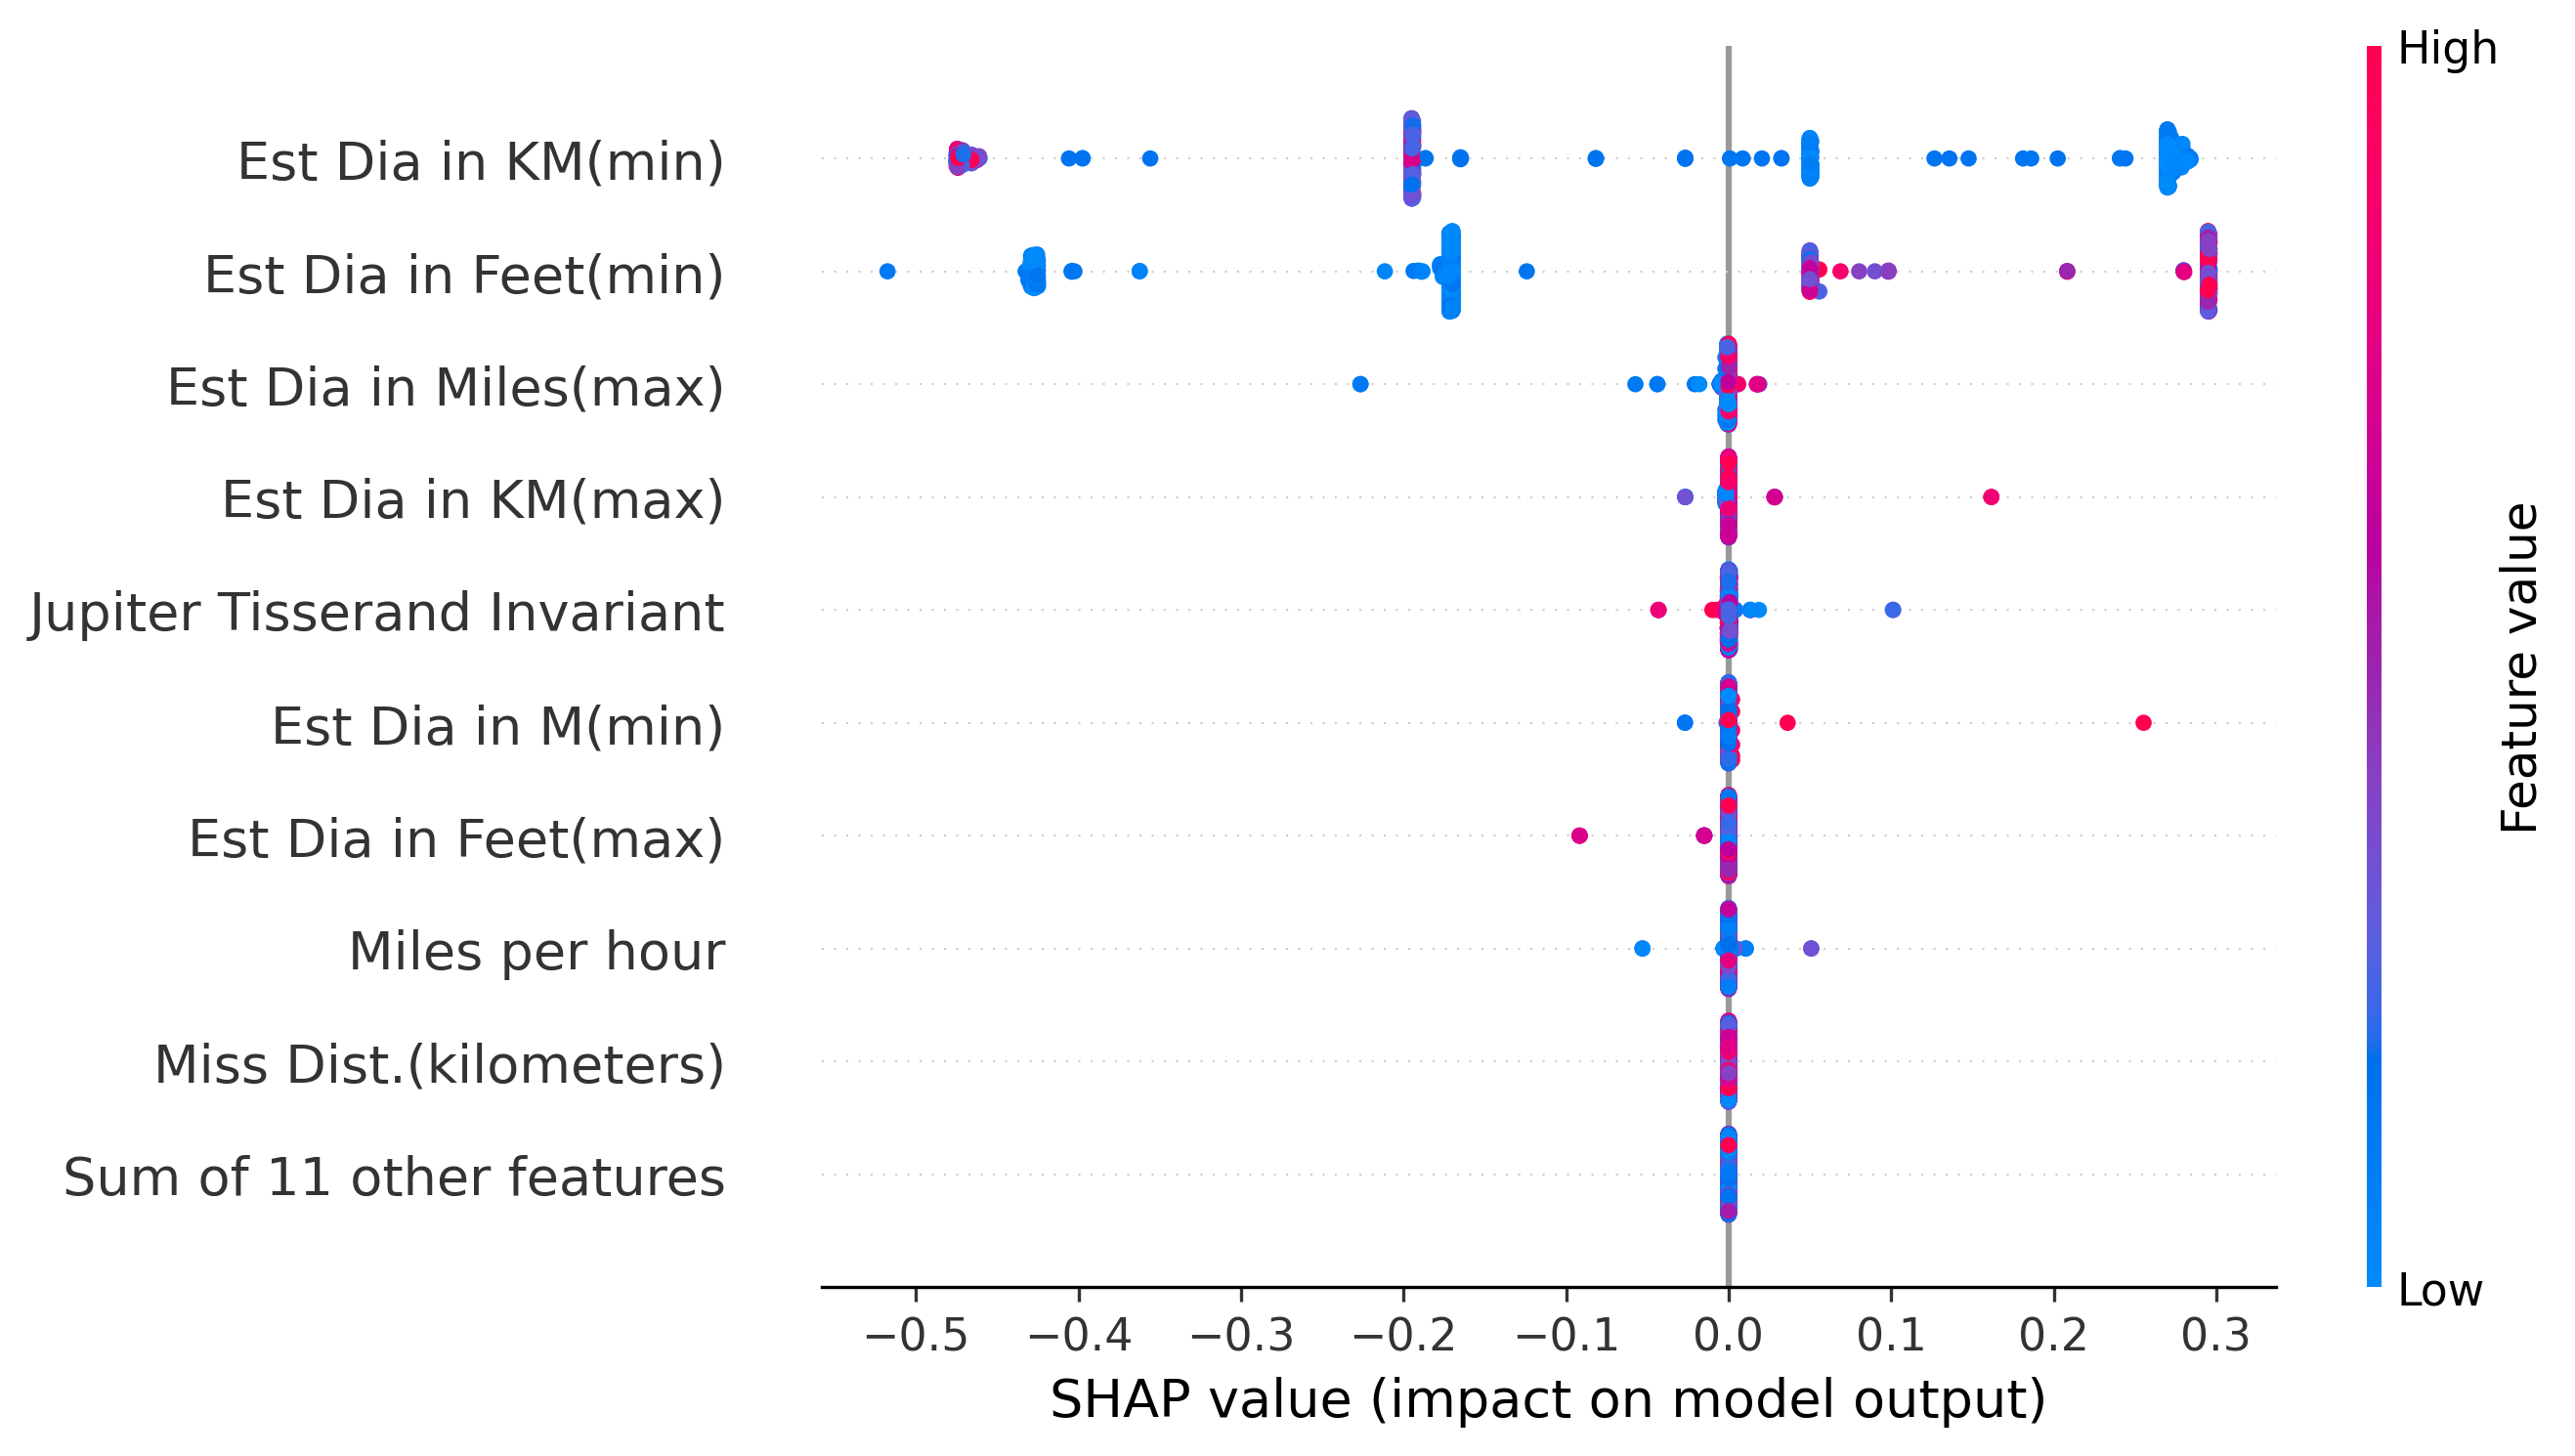 High
Est Dia in KM(min)
Est Dia in Feet(min)
Est Dia in Miles(max)
Est Dia in KM(max)
Jupiter Tisserand Invariant
Est Dia in M(min)
Est Dia in Feet(max)
Miles per hour
Miss Dist.(kilometers)
Sum of 11 other features
Feature value
Low
−0.5 −0.4 −0.3 −0.2 −0.1 0.0 0.1 0.2 0.3
SHAP value (impact on model output)